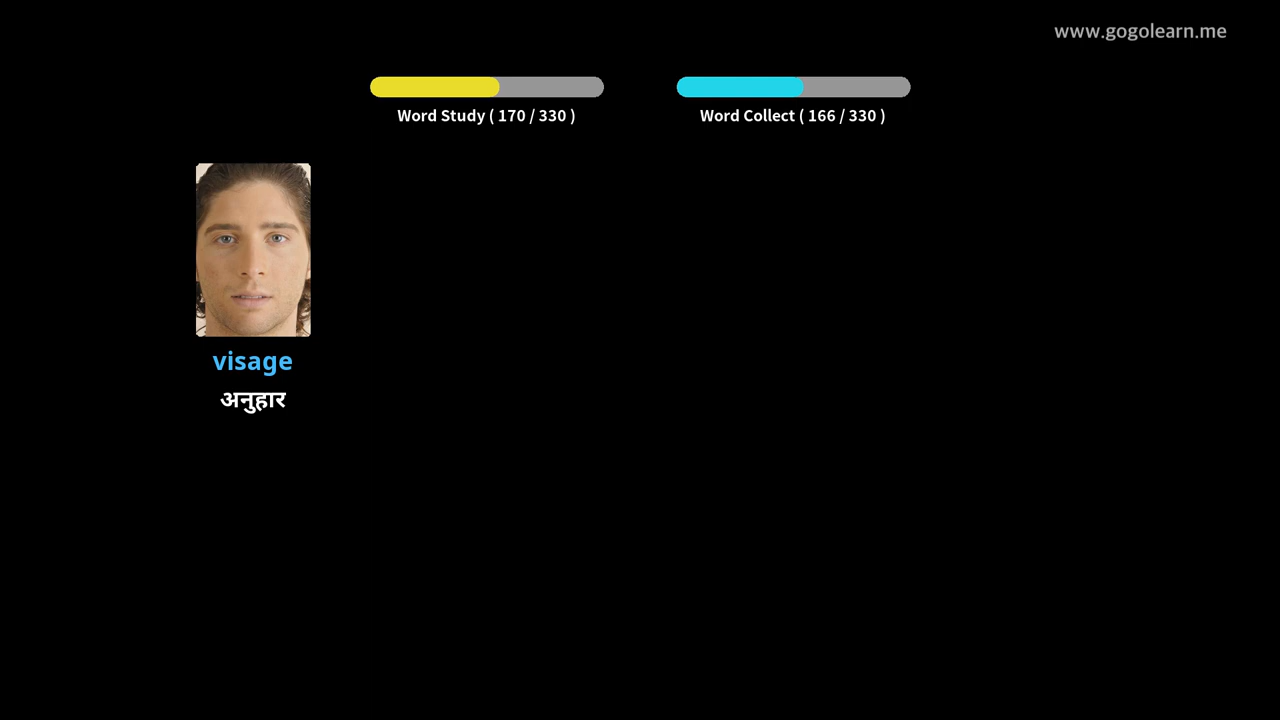 www.gogolearn.me
Word Study ( 170 / 330 )
Word Collect ( 166 / 330 )
visage
अनुहार